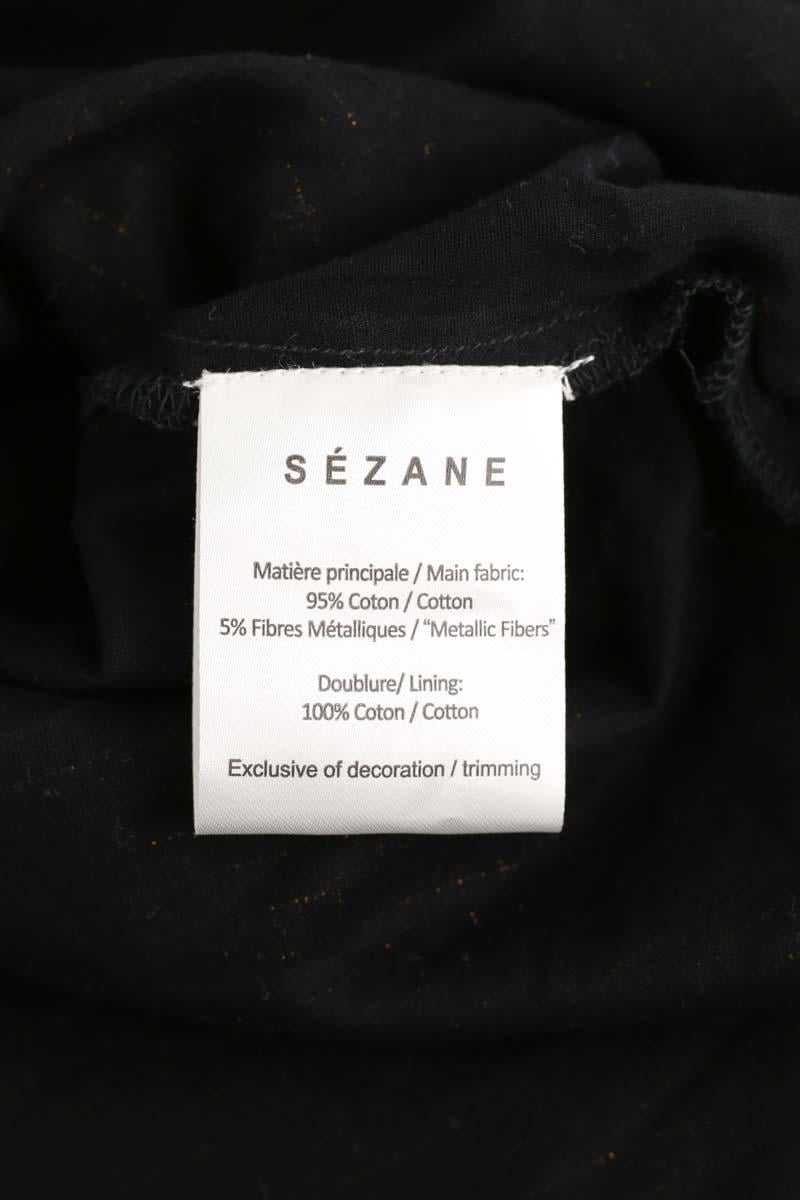 SÉZANE
Matière principale / Main fabric:
95% Coton / Cotton
5% Fibres Métalliques / “Metallic Fibers”
Doublure/ Lining:
100% Coton / Cotton
Exclusive of decoration / trimming